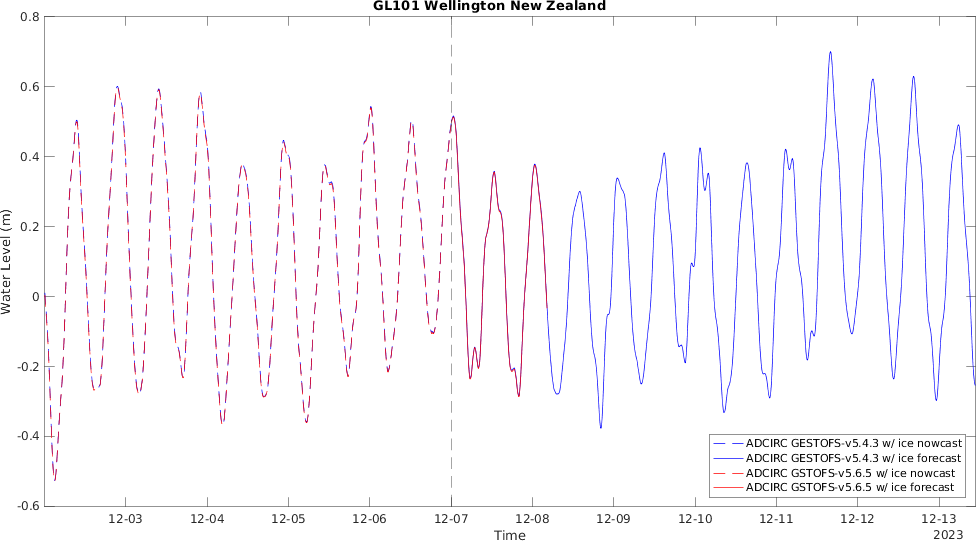 GL101 Wellington New Zealand
0.8
0.6
0.4
0.2
0
-0.2
-0.4
-0.6
Water Level (m)
12-03 12-04 12-05 12-06 12-07 12-08 12-09 12-10 12-11 12-12 12-13
Time
2023
ADCIRC GESTOFS-v5.4.3 w/ ice nowcast
ADCIRC GESTOFS-v5.4.3 w/ ice forecast
ADCIRC GSTOFS-v5.6.5 w/ ice nowcast
ADCIRC GSTOFS-v5.6.5 w/ ice forecast